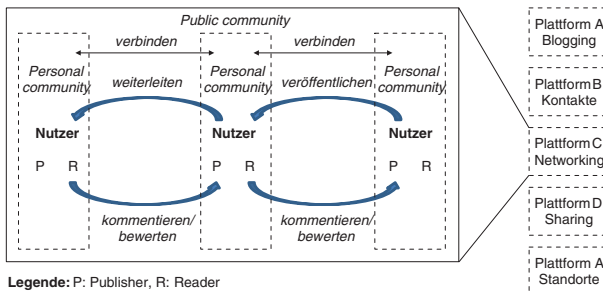 Public community
verbinden verbinden
Personal community Personal community Personal community
weiterleiten veröffentlichen
Nutzer Nutzer Nutzer
P R P R P R
kommentieren/ bewerten kommentieren/ bewerten
Legende: P: Publisher, R: Reader
Plattform A
Blogging
Plattform B
Kontakte
Plattform C
Networking
Plattform D
Sharing
Plattform A
Standorte